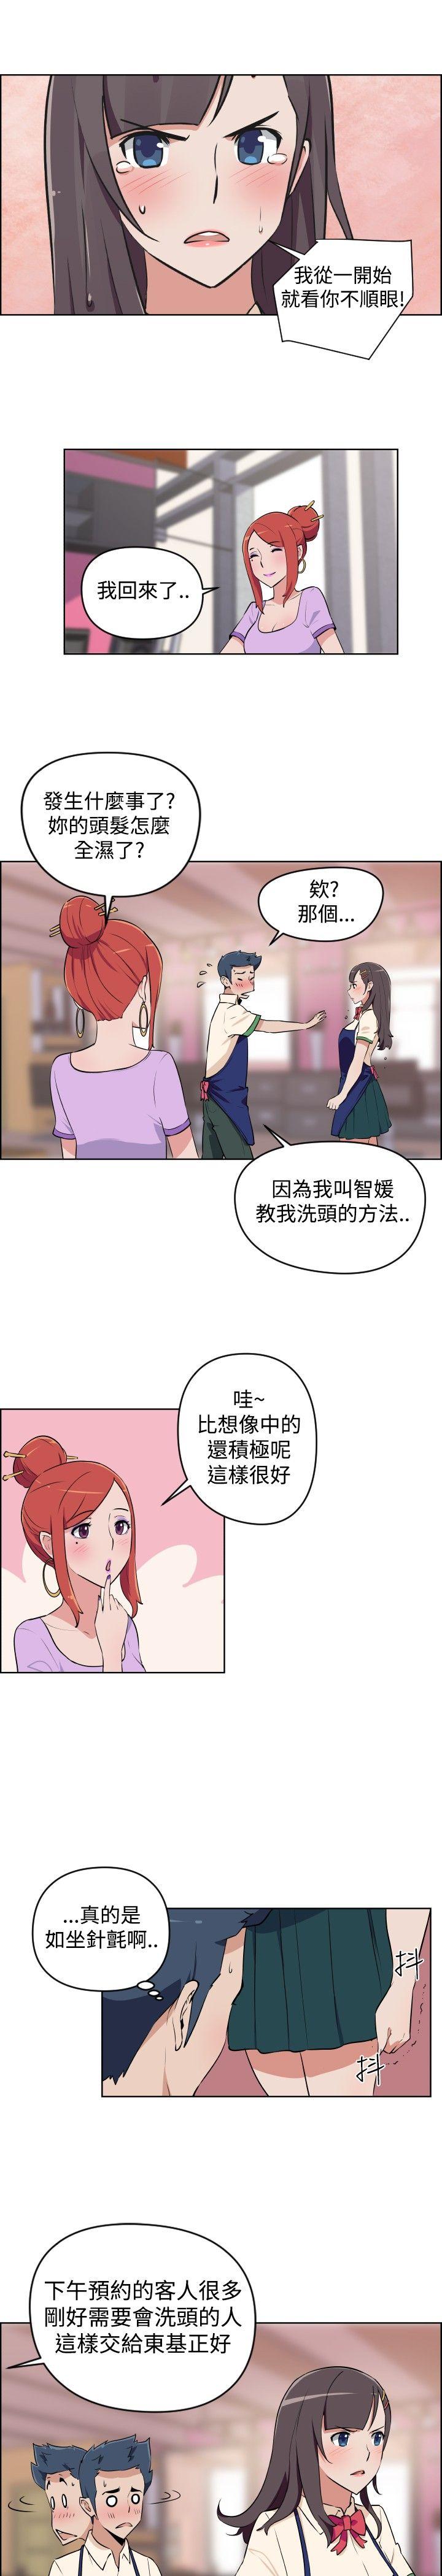 我從一開始
就看你不順眼!
我回來了..
發生什麼事了?
妳的頭髮怎麼
全濕了?
欸?
那個...
因為我叫智媛
教我洗頭的方法..
哇~
比想像中的
還積極呢
這樣很好
...真的是
如坐針氈啊..
抖
抖
下午預約的客人很多
剛好需要會洗頭的人
這樣交給東基正好